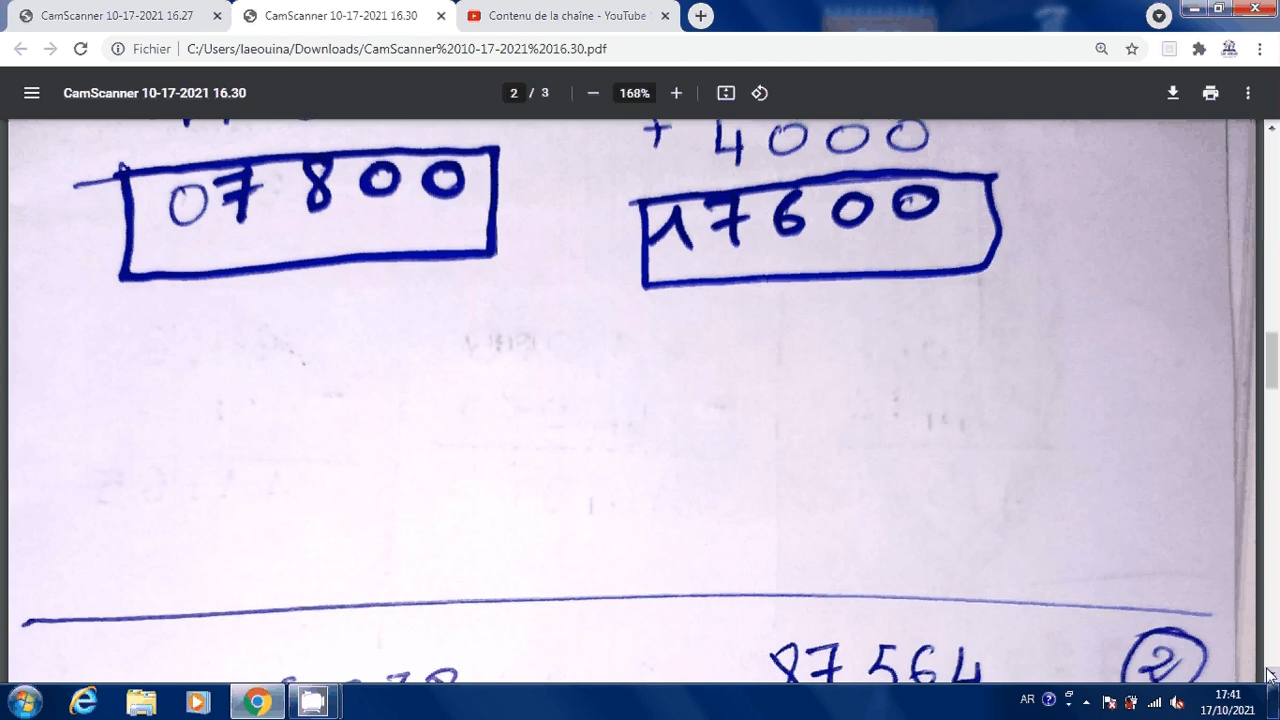 CamScanner 10-17-2021 16.27
CamScanner 10-17-2021 16.30
Contenu de la chaîne - YouTube
Fichier
C:/Users/laeouina/Downloads/CamScanner%2010-17-2021%2016.30.pdf
CamScanner 10-17-2021 16.30
2 / 3
168%
+ 4000
07800
17600
87564
2
AR
17:41
17/10/2021